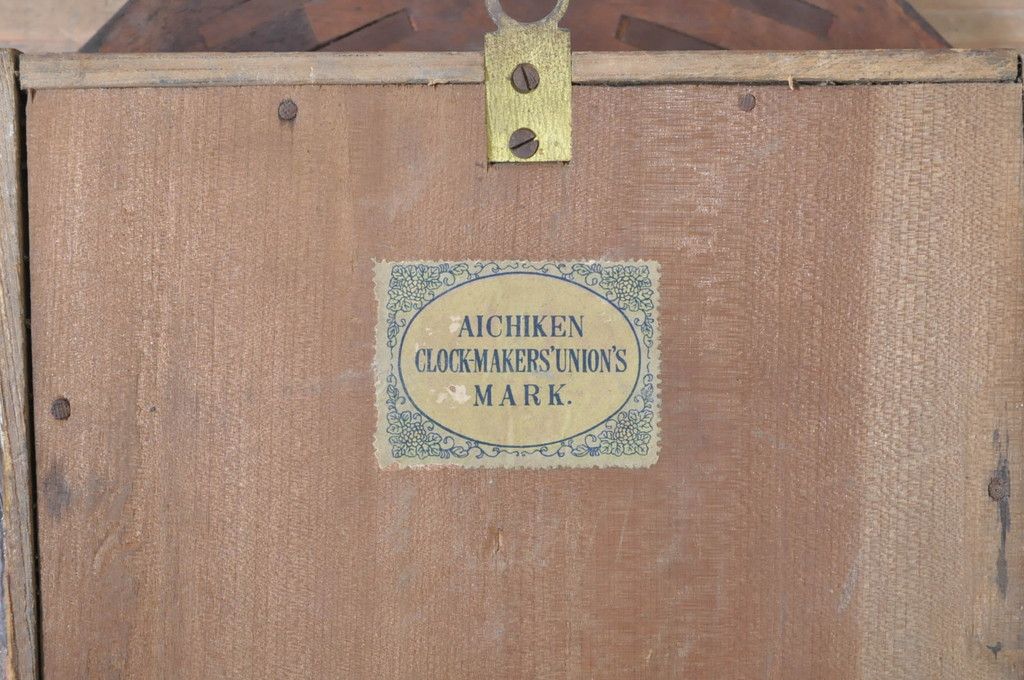 AICHIKEN
CLOCK-MAKERS' UNION'S
MARK.